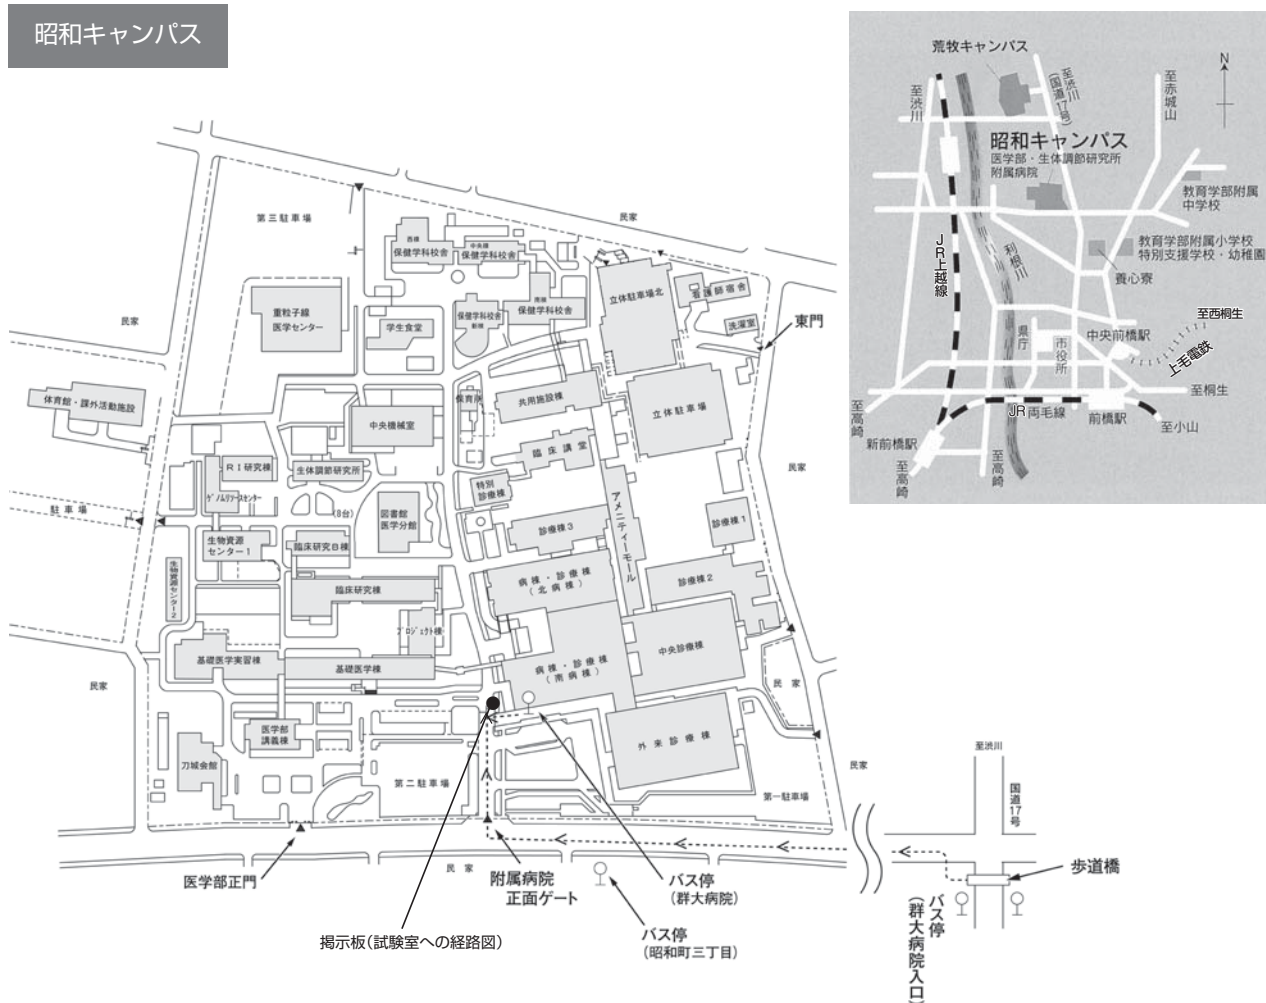 昭和キャンパス
荒牧キャンパス
N
至渋川
至渋川
(国道17号)
至赤城山
昭和キャンパス
医学部・生体調節研究所
附属病院
教育学部附属
中学校
教育学部附属小学校
特別支援学校・幼稚園
養心寮
JR上越線
利根川
県庁
市役所
中央前橋駅
至西桐生
上毛電鉄
至桐生
JR両毛線
前橋駅
至小山
至高崎
新前橋駅
至高崎
至高崎
第三駐車場
民家
西棟
保健学科校舎
中央棟
保健学科校舎
南棟
保健学科校舎
保健学科校舎
新棟
立体駐車場北
看護師宿舎
洗濯室
東門
民家
重粒子線
医学センター
学生食堂
体育館・課外活動施設
保育所
共用施設棟
立体駐車場
中央機械室
臨床講堂
民家
RI研究棟
生体調節研究所
ゲノムリソースセンター
特別
診療棟
アメニティーモール
駐車場
(8台)
図書館
医学分館
診療棟3
診療棟1
生物資源
センター1
臨床研究B棟
生物資源センター2
病棟・診療棟
(北病棟)
診療棟2
臨床研究棟
プロジェクト棟
基礎医学実習棟
基礎医学棟
病棟・診療棟
(南病棟)
中央診療棟
民家
民家
医学部
講義棟
外来診療棟
刀城会館
第二駐車場
第一駐車場
民家
至渋川
国道17号
民家
医学部正門
附属病院
正面ゲート
バス停
(群大病院)
歩道橋
掲示板(試験室への経路図)
バス停
(昭和町三丁目)
バス停
(群大病院入口)